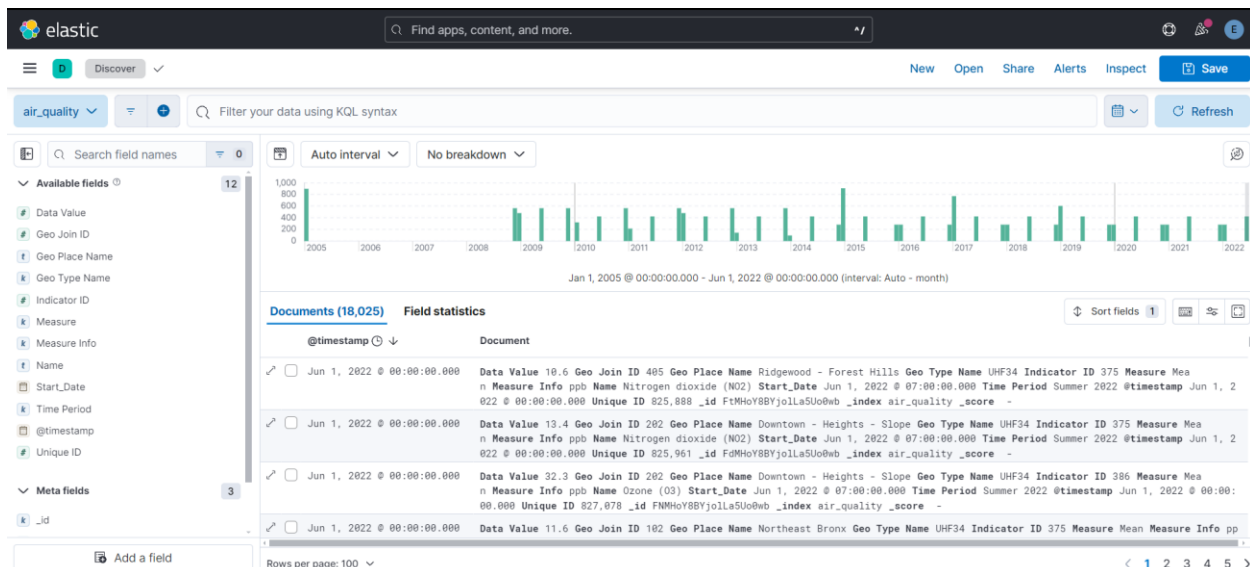 elastic
Find apps, content, and more.
^/
E
D
Discover
New
Open
Share
Alerts
Inspect
Save
air_quality
Filter your data using KQL syntax
Refresh
Search field names
0
Auto interval
No breakdown
Available fields
12
# Data Value
# Geo Join ID
t Geo Place Name
k Geo Type Name
# Indicator ID
k Measure
k Measure Info
t Name
Start_Date
k Time Period
@timestamp
# Unique ID
Meta fields
3
k _id
Add a field
1,000
800
600
400
200
0
2005 2006 2007 2008 2009 2010 2011 2012 2013 2014 2015 2016 2017 2018 2019 2020 2021 2022
Jan 1, 2005 @ 00:00:00.000 - Jun 1, 2022 @ 00:00:00.000 (interval: Auto - month)
Documents (18,025) Field statistics
Sort fields 1
@timestamp Document
Jun 1, 2022 @ 00:00:00.000 Data Value 10.6 Geo Join ID 405 Geo Place Name Ridgewood - Forest Hills Geo Type Name UHF34 Indicator ID 375 Measure Mea
n Measure Info ppb Name Nitrogen dioxide (NO2) Start_Date Jun 1, 2022 @ 07:00:00.000 Time Period Summer 2022 @timestamp Jun 1, 2
022 @ 00:00:00.000 Unique ID 825,888 _id FtMHoY8BYjolLa5Uo0wb _index air_quality _score -
Jun 1, 2022 @ 00:00:00.000 Data Value 13.4 Geo Join ID 202 Geo Place Name Downtown - Heights - Slope Geo Type Name UHF34 Indicator ID 375 Measure Mea
n Measure Info ppb Name Nitrogen dioxide (NO2) Start_Date Jun 1, 2022 @ 07:00:00.000 Time Period Summer 2022 @timestamp Jun 1, 2
022 @ 00:00:00.000 Unique ID 825,961 _id FdMHoY8BYjolLa5Uo0wb _index air_quality _score -
Jun 1, 2022 @ 00:00:00.000 Data Value 32.3 Geo Join ID 202 Geo Place Name Downtown - Heights - Slope Geo Type Name UHF34 Indicator ID 386 Measure Mea
n Measure Info ppb Name Ozone (O3) Start_Date Jun 1, 2022 @ 07:00:00.000 Time Period Summer 2022 @timestamp Jun 1, 2022 @ 00:00:
00.000 Unique ID 827,078 _id FNMHoY8BYjolLa5Uo0wb _index air_quality _score -
Jun 1, 2022 @ 00:00:00.000 Data Value 11.6 Geo Join ID 102 Geo Place Name Northeast Bronx Geo Type Name UHF34 Indicator ID 375 Measure Mean Measure Info pp
Rows per page: 100
< 1 2 3 4 5 >